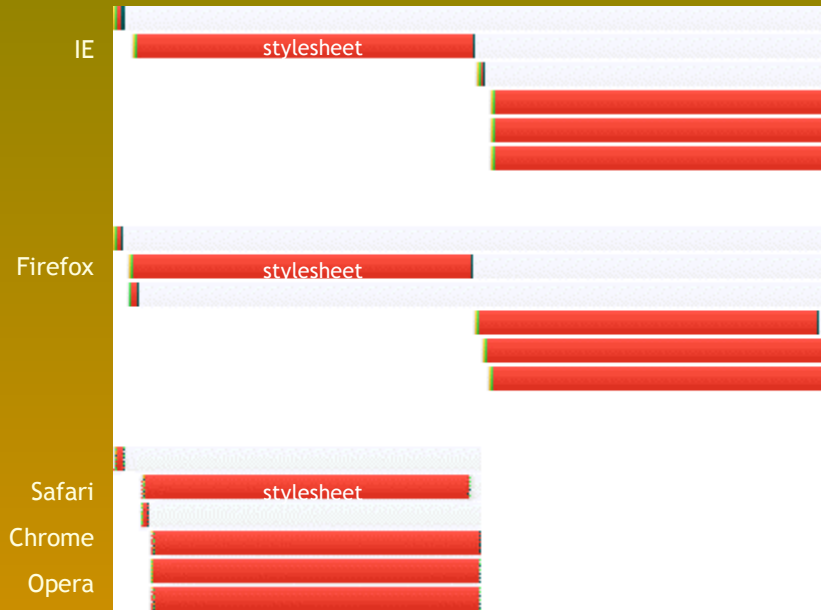 IE
stylesheet
Firefox
stylesheet
Safari
stylesheet
Chrome
Opera